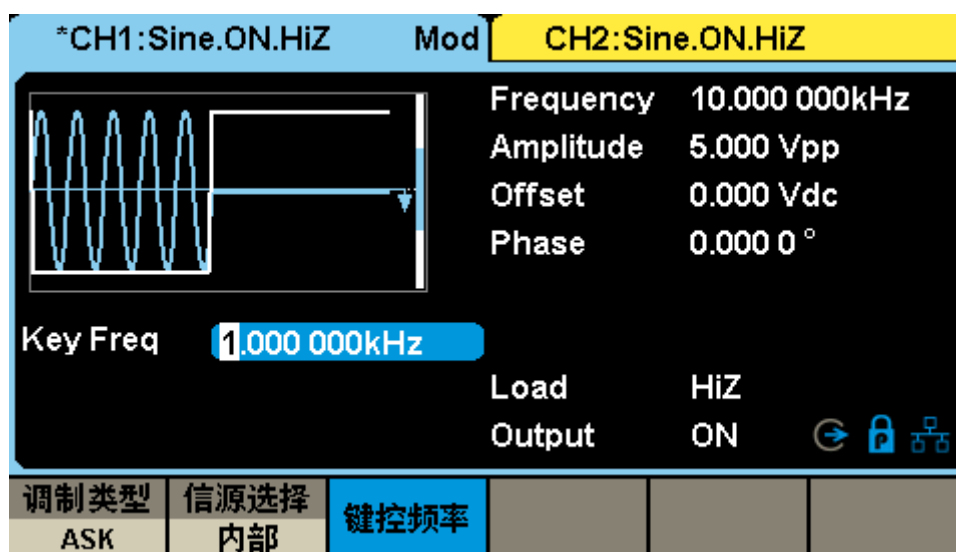 *CH1:Sine.ON.HiZ Mod
CH2:Sine.ON.HiZ
Frequency 10.000 000kHz
Amplitude 5.000 Vpp
Offset 0.000 Vdc
Phase 0.000 0 °
Key Freq 1.000 000kHz
Load HiZ
Output ON
调制类型 信源选择 键控频率
ASK 内部